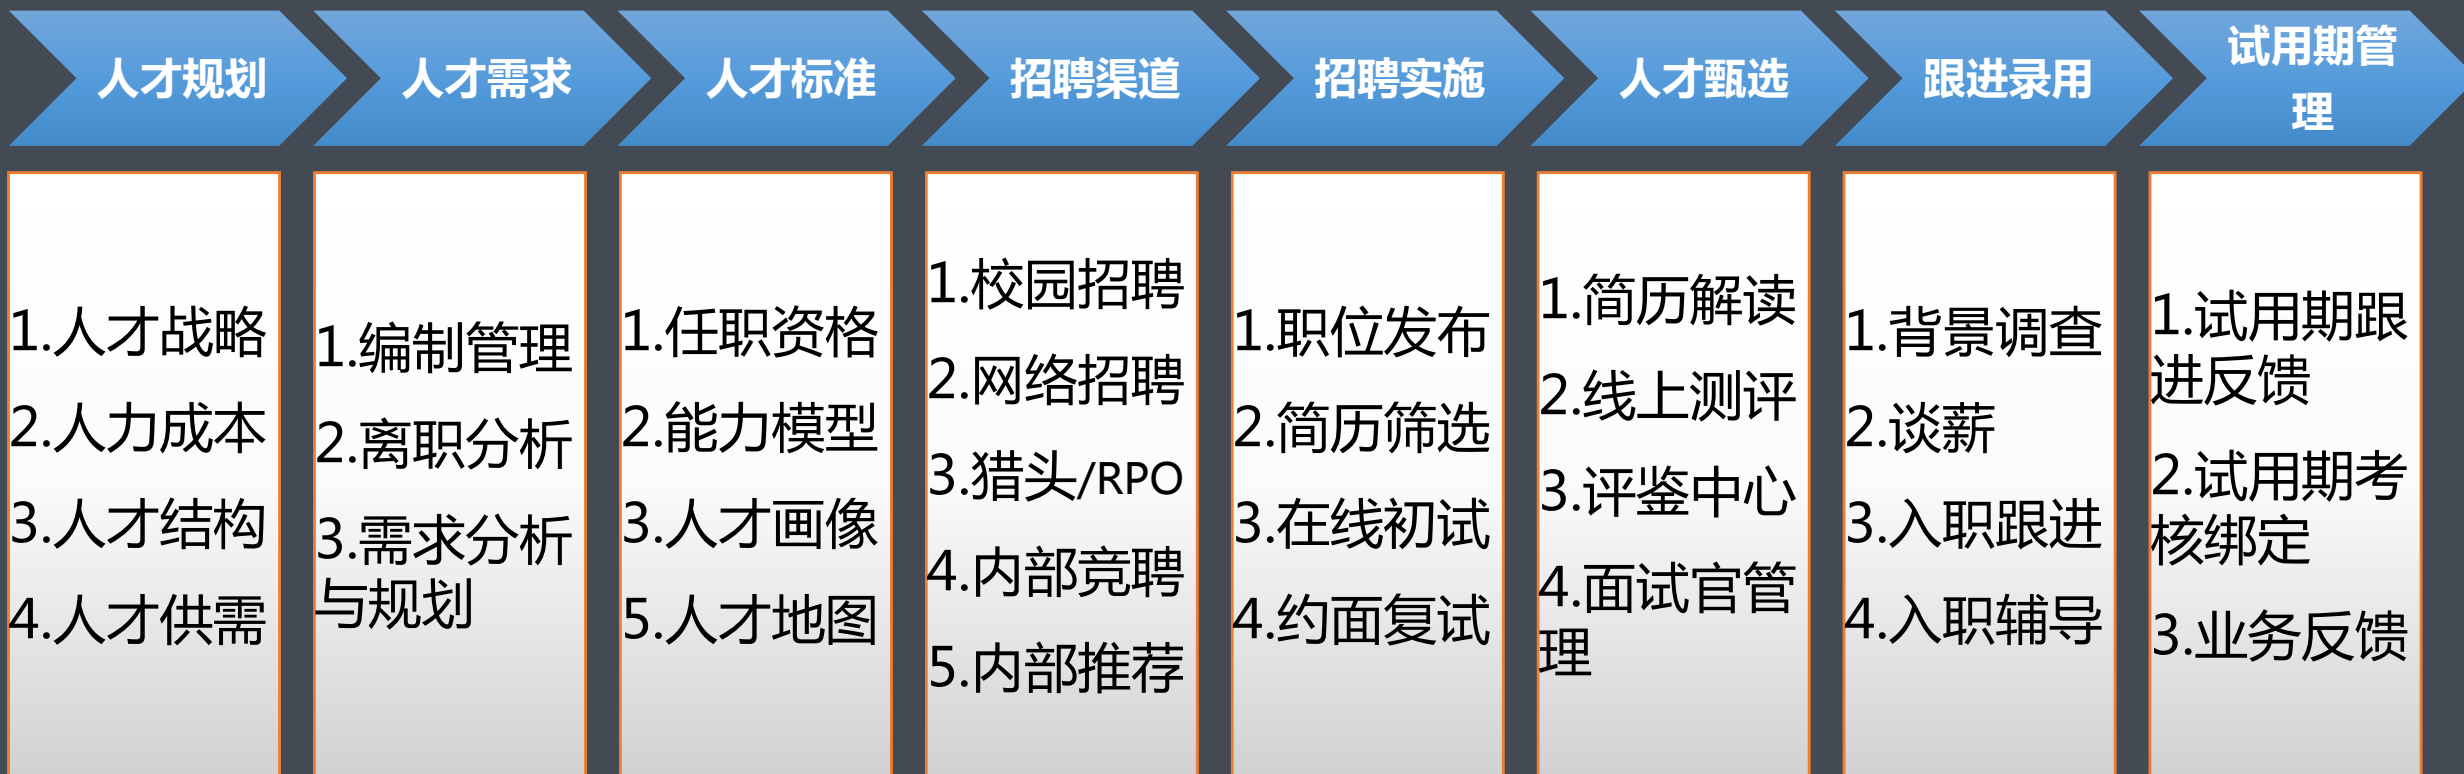 人才规划
人才需求
人才标准
招聘渠道
招聘实施
人才甄选
跟进录用
试用期管
理
1.人才战略
2.人力成本
3.人才结构
4.人才供需
1.编制管理
2.离职分析
3.需求分析
与规划
1.任职资格
2.能力模型
3.人才画像
5.人才地图
1.校园招聘
2.网络招聘
3.猎头/RPO
4.内部竞聘
5.内部推荐
1.职位发布
2.简历筛选
3.在线初试
4.约面复试
1.简历解读
2.线上测评
3.评鉴中心
4.面试官管
理
1.背景调查
2.谈薪
3.入职跟进
4.入职辅导
1.试用期跟
进反馈
2.试用期考
核绑定
3.业务反馈